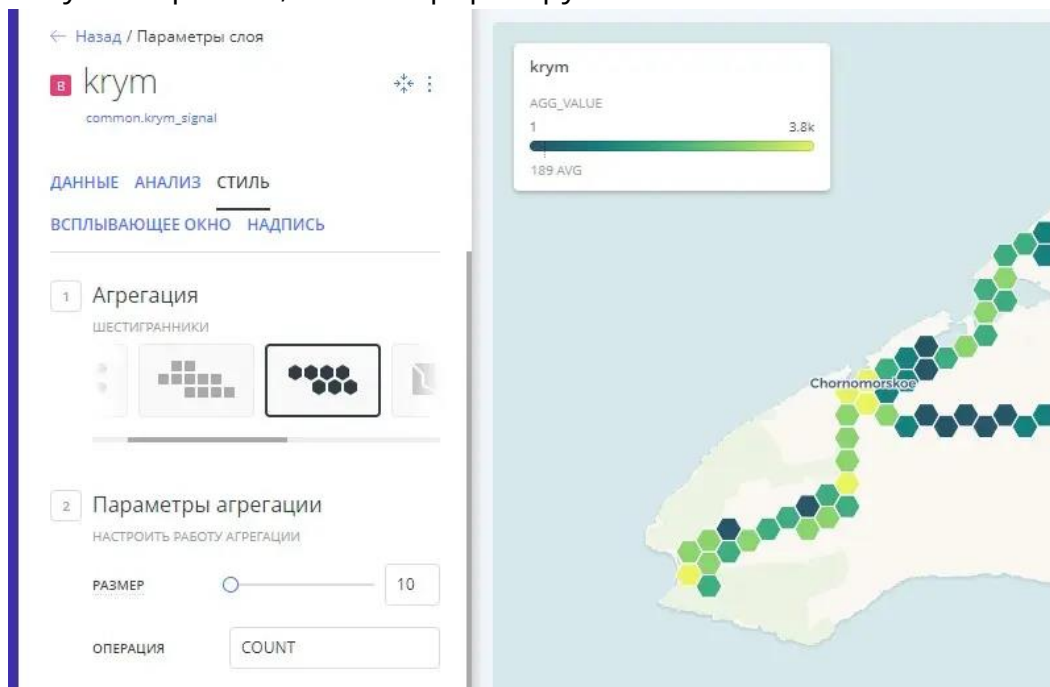 ← Назад / Параметры слоя
B krym
common.krym_signal
ДАННЫЕ АНАЛИЗ СТИЛЬ
ВСПЛЫВАЮЩЕЕ ОКНО НАДПИСЬ
1 Агрегация
ШЕСТИГРАННИКИ
2 Параметры агрегации
НАСТРОИТЬ РАБОТУ АГРЕГАЦИИ
РАЗМЕР 10
ОПЕРАЦИЯ COUNT
krym
AGG_VALUE
1 3.8k
189 AVG
Chornomorskoe